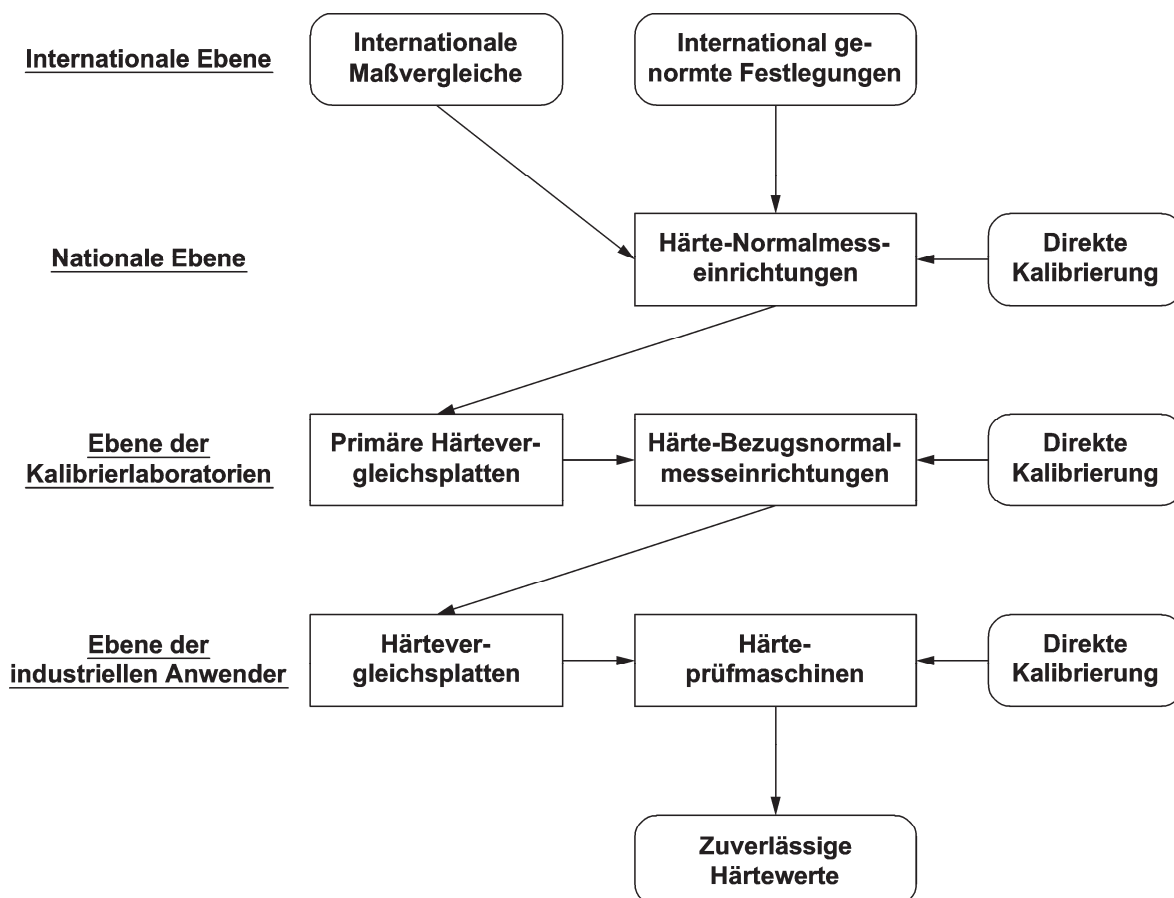 Internationale Ebene
Internationale
Maßvergleiche
International ge-
normte Festlegungen
Nationale Ebene
Härte-Normalmess-
einrichtungen
Direkte
Kalibrierung
Ebene der
Kalibrierlaboratorien
Primäre Härtever-
gleichsplatten
Härte-Bezugsnormal-
messeinrichtungen
Direkte
Kalibrierung
Ebene der
industriellen Anwender
Härtever-
gleichsplatten
Härte-
prüfmaschinen
Direkte
Kalibrierung
Zuverlässige
Härtewerte